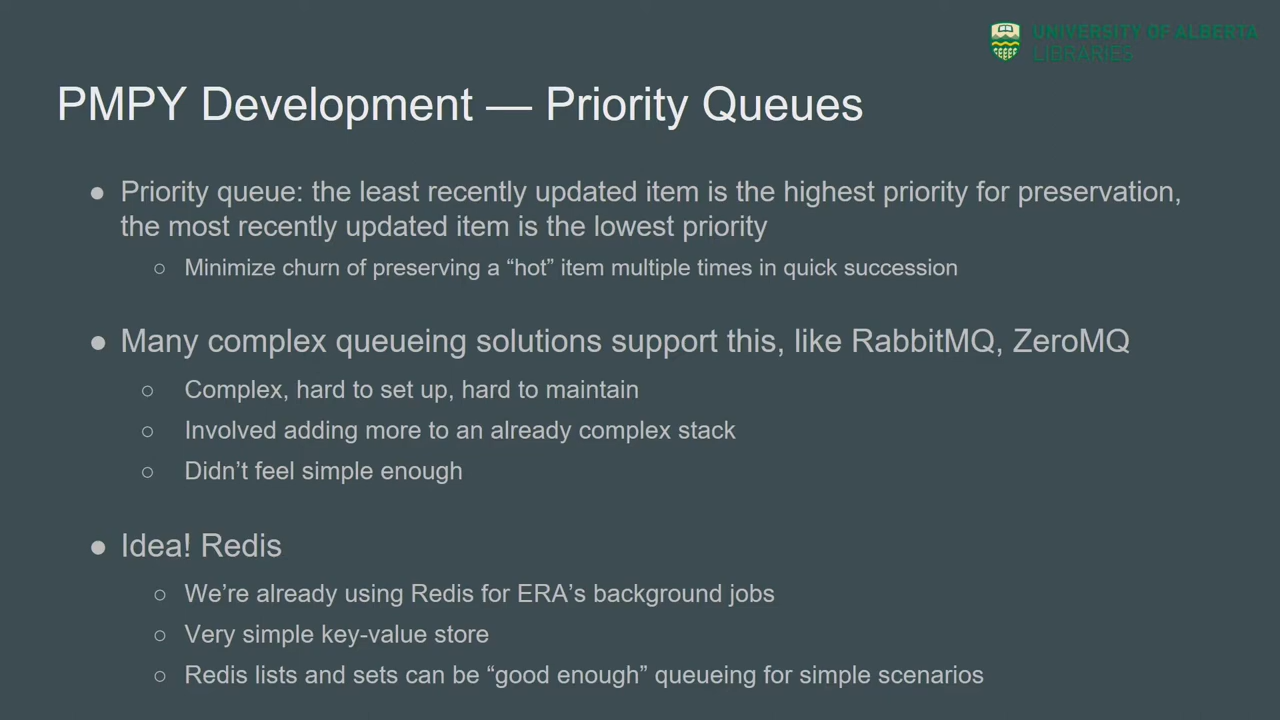 UNIVERSITY OF ALBERTA
LIBRARIES
PMPY Development — Priority Queues
● Priority queue: the least recently updated item is the highest priority for preservation,
the most recently updated item is the lowest priority
○ Minimize churn of preserving a “hot” item multiple times in quick succession
● Many complex queueing solutions support this, like RabbitMQ, ZeroMQ
○ Complex, hard to set up, hard to maintain
○ Involved adding more to an already complex stack
○ Didn’t feel simple enough
● Idea! Redis
○ We’re already using Redis for ERA’s background jobs
○ Very simple key-value store
○ Redis lists and sets can be “good enough” queueing for simple scenarios